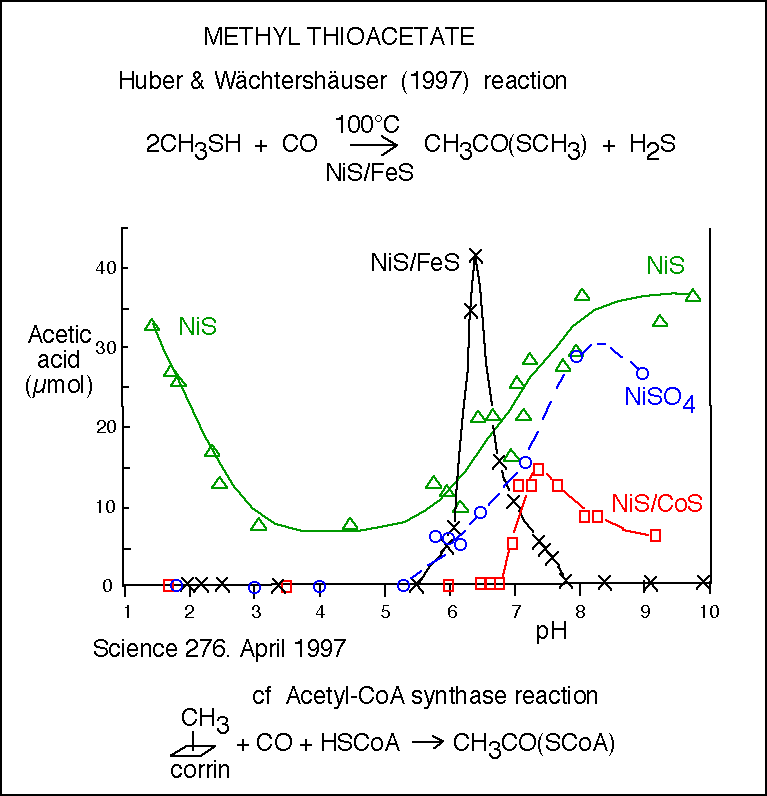 METHYL THIOACETATE
Huber & Wächtershäuser (1997) reaction
2CH3SH + CO 100°C NiS/FeS → CH3CO(SCH3) + H2S
NiS/FeS
NiS
NiS
NiSO4
NiS/CoS
Acetic
acid
(µmol)
40
30
20
10
0
1 2 3 4 5 6 7 8 9 10
pH
Science 276. April 1997
cf Acetyl-CoA synthase reaction
CH3
corrin
+ CO + HSCoA → CH3CO(SCoA)